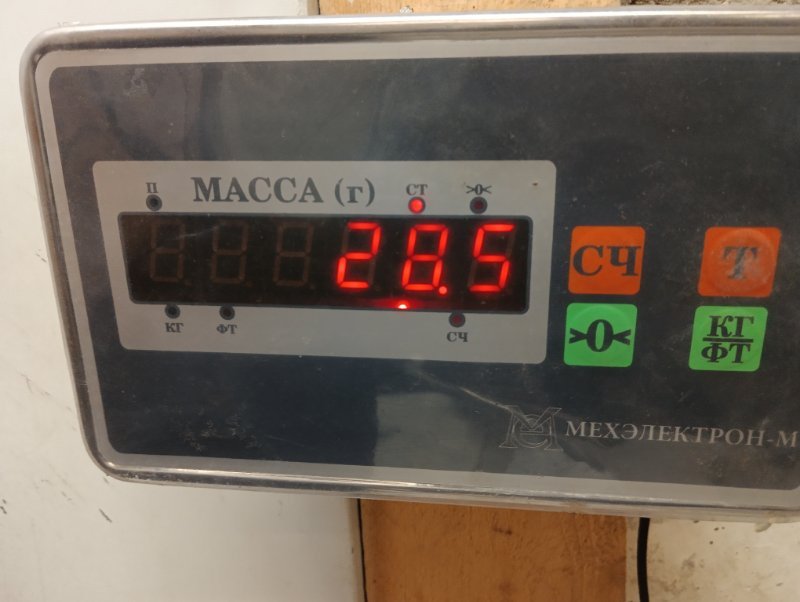 П МАССА (г) СТ >0<
28.5
КГ ФТ СЧ
СЧ Т
>0< КГ
ФТ
МЕХЭЛЕКТРОН-М